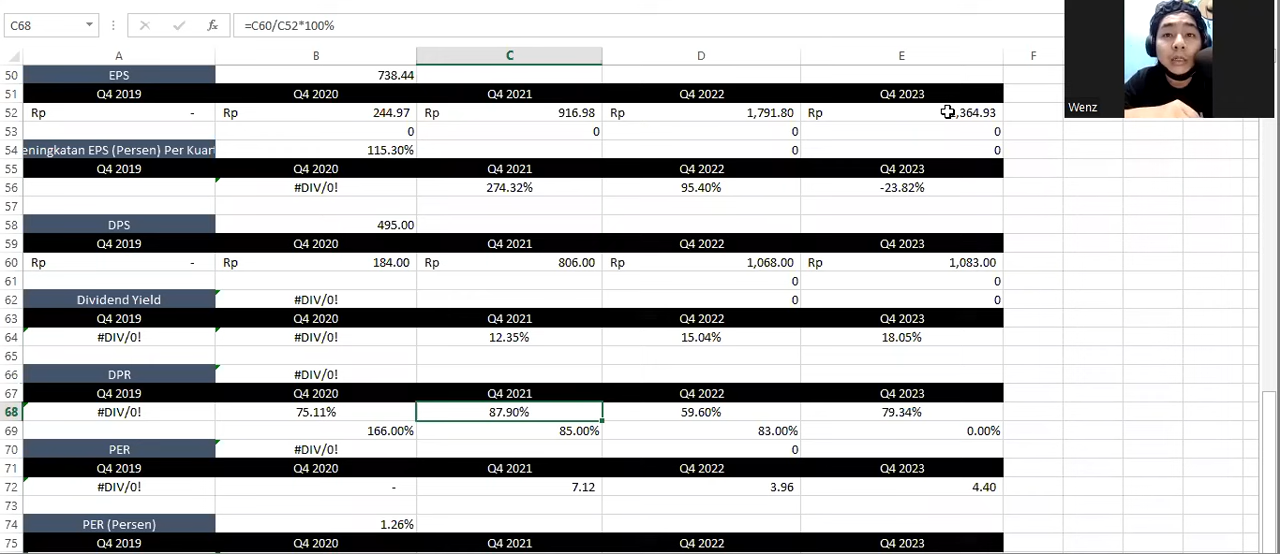 C68 fx =C60/C52*100%
A B C D E F
50 EPS 738.44
51 Q4 2019 Q4 2020 Q4 2021 Q4 2022 Q4 2023
52 Rp - Rp 244.97 Rp 916.98 Rp 1,791.80 Rp ,364.93
53 0 0 0 0
54 eningkatan EPS (Persen) Per Kuart 115.30% 0 0
55 Q4 2019 Q4 2020 Q4 2021 Q4 2022 Q4 2023
56 #DIV/0! 274.32% 95.40% -23.82%
57
58 DPS 495.00
59 Q4 2019 Q4 2020 Q4 2021 Q4 2022 Q4 2023
60 Rp - Rp 184.00 Rp 806.00 Rp 1,068.00 Rp 1,083.00
61 0
62 Dividend Yield #DIV/0! 0 0
63 Q4 2019 Q4 2020 Q4 2021 Q4 2022 Q4 2023
64 #DIV/0! #DIV/0! 12.35% 15.04% 18.05%
65
66 DPR #DIV/0!
67 Q4 2019 Q4 2020 Q4 2021 Q4 2022 Q4 2023
68 #DIV/0! 75.11% 87.90% 59.60% 79.34%
69 166.00% 85.00% 83.00% 0.00%
70 PER #DIV/0! 0
71 Q4 2019 Q4 2020 Q4 2021 Q4 2022 Q4 2023
72 #DIV/0! - 7.12 3.96 4.40
73
74 PER (Persen) 1.26%
75 Q4 2019 Q4 2020 Q4 2021 Q4 2022 Q4 2023
Wenz